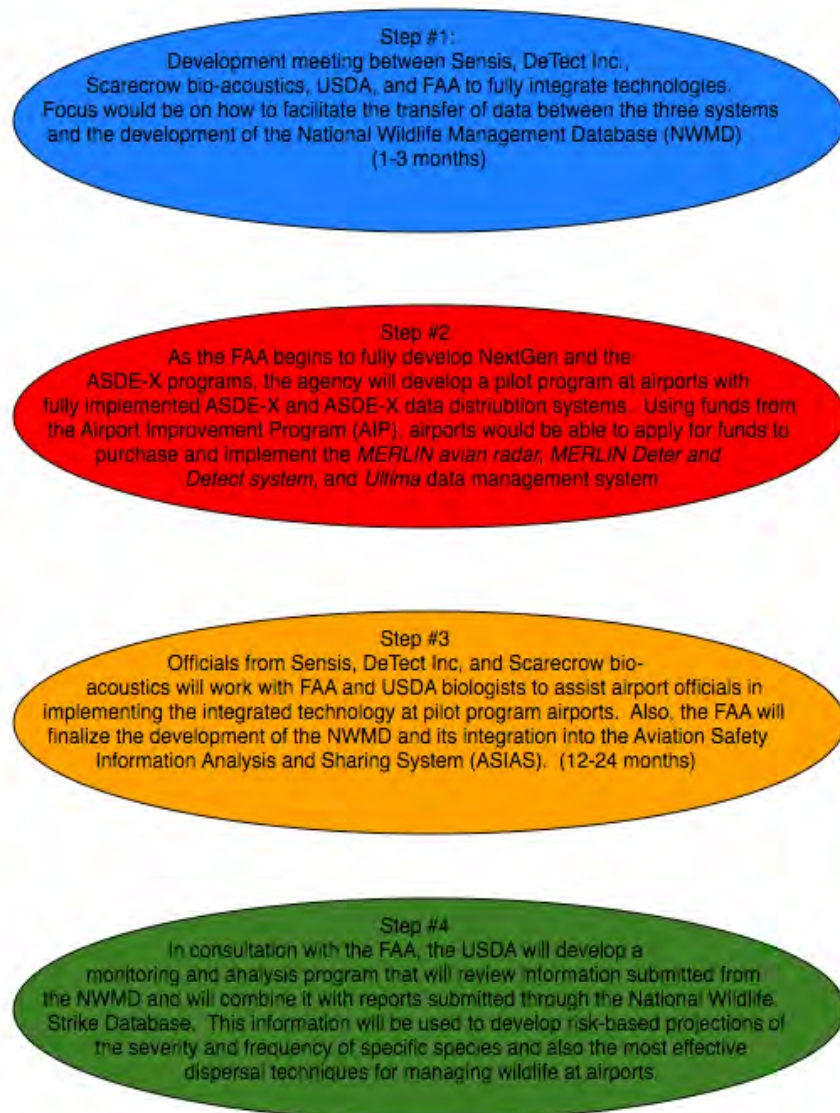 Step #1:
Development meeting between Sensis, DeTect Inc.,
Scarecrow bio-acoustics, USDA, and FAA to fully integrate technologies.
Focus would be on how to facilitate the transfer of data between the three systems
and the development of the National Wildlife Management Database (NWMD)
(1-3 months)
Step #2
As the FAA begins to fully develop NextGen and the
ASDE-X programs, the agency will develop a pilot program at airports with
fully implemented ASDE-X and ASDE-X data distriubtion systems. Using funds from
the Airport Improvement Program (AIP), airports would be able to apply for funds to
purchase and implement the MERLIN avian radar, MERLIN Deter and
Detect system, and Ultima data management system
Step #3
Officials from Sensis, DeTect Inc, and Scarecrow bio-
acoustics will work with FAA and USDA biologists to assist airport officials in
implementing the integrated technology at pilot program airports. Also, the FAA will
finalize the development of the NWMD and its integration into the Aviation Safety
Information Analysis and Sharing System (ASIAS). (12-24 months)
Step #4
In consultation with the FAA, the USDA will develop a
monitoring and analysis program that will review information submitted from
the NWMD and will combine it with reports submitted through the National Wildlife
Strike Database. This information will be used to develop risk-based projections of
the severity and frequency of specific species and also the most effective
dispersal techniques for managing wildlife at airports.